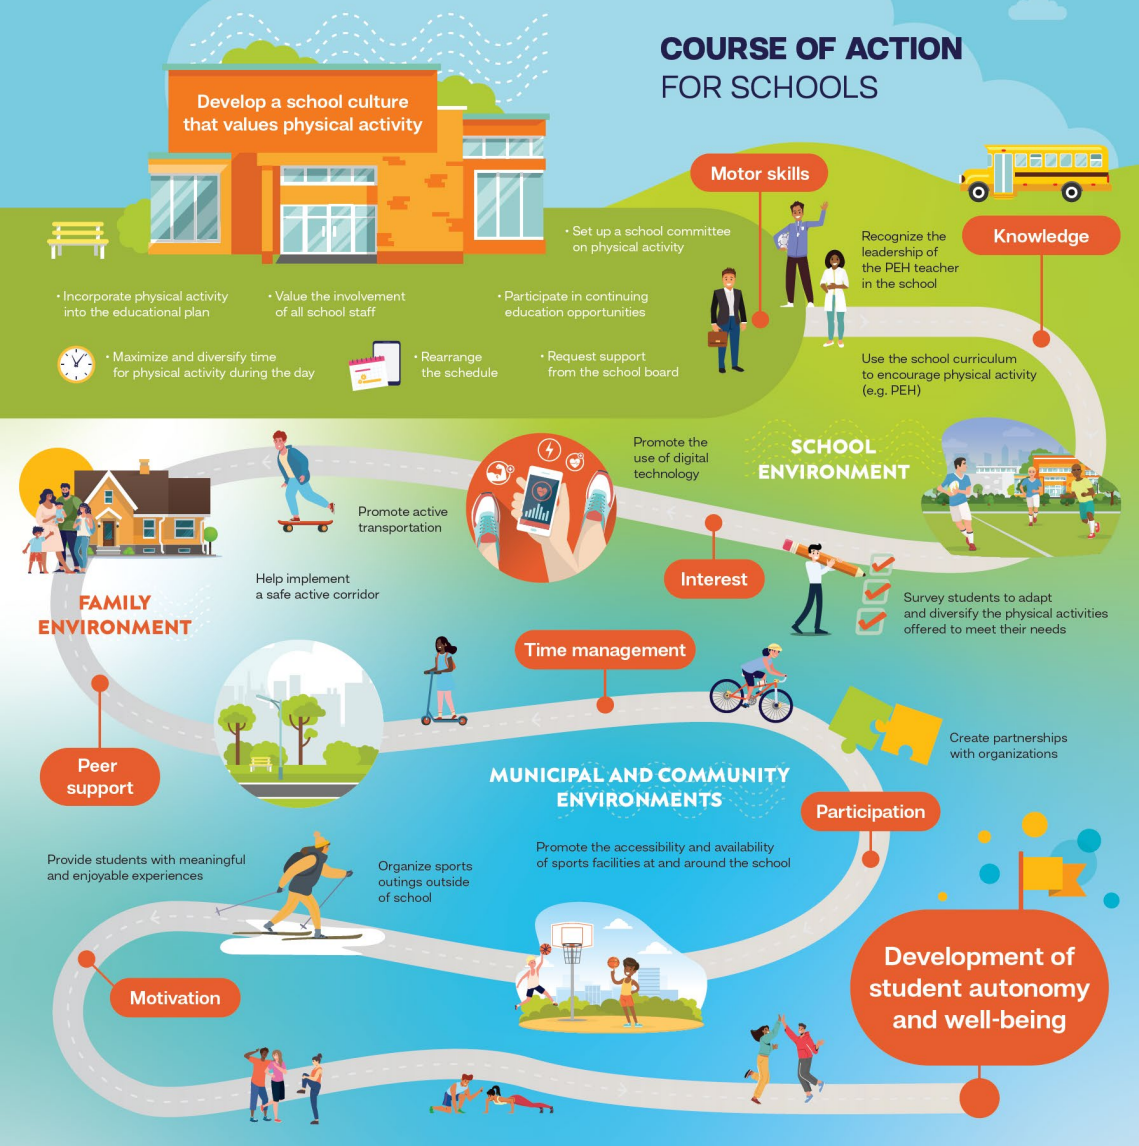 COURSE OF ACTION
FOR SCHOOLS
Develop a school culture
that values physical activity
• Set up a school committee
on physical activity
• Incorporate physical activity
into the educational plan
• Value the involvement
of all school staff
• Participate in continuing
education opportunities
• Maximize and diversify time
for physical activity during the day
• Rearrange
the schedule
• Request support
from the school board
Motor skills
Recognize the
leadership of
the PEH teacher
in the school
Knowledge
Use the school curriculum
to encourage physical activity
(e.g. PEH)
SCHOOL
ENVIRONMENT
Promote the
use of digital
technology
Interest
Survey students to adapt
and diversify the physical activities
offered to meet their needs
Promote active
transportation
Help implement
a safe active corridor
FAMILY
ENVIRONMENT
Peer
support
Time management
Create partnerships
with organizations
MUNICIPAL AND COMMUNITY
ENVIRONMENTS
Participation
Promote the accessibility and availability
of sports facilities at and around the school
Provide students with meaningful
and enjoyable experiences
Organize sports
outings outside
of school
Motivation
Development of
student autonomy
and well-being